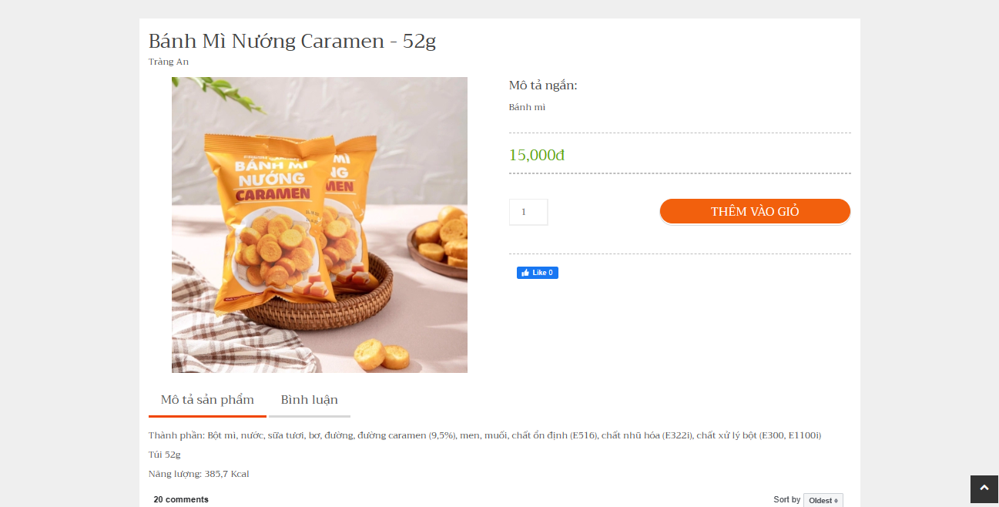 Bánh Mì Nướng Caramen - 52g
Tràng An
BÁNH MÌ
NƯỚNG
CARAMEN
MÌ
NG
MEN
Mô tả ngắn:
Bánh mì
15,000đ
1
THÊM VÀO GIỎ
Like 0
Mô tả sản phẩm
Bình luận
Thành phần: Bột mì, nước, sữa tươi, bơ, đường, đường caramen (9,5%), men, muối, chất ổn định (E516), chất nhũ hóa (E322i), chất xử lý bột (E300, E1100i)
Túi 52g
Năng lượng: 385,7 Kcal
20 comments
Sort by Oldest